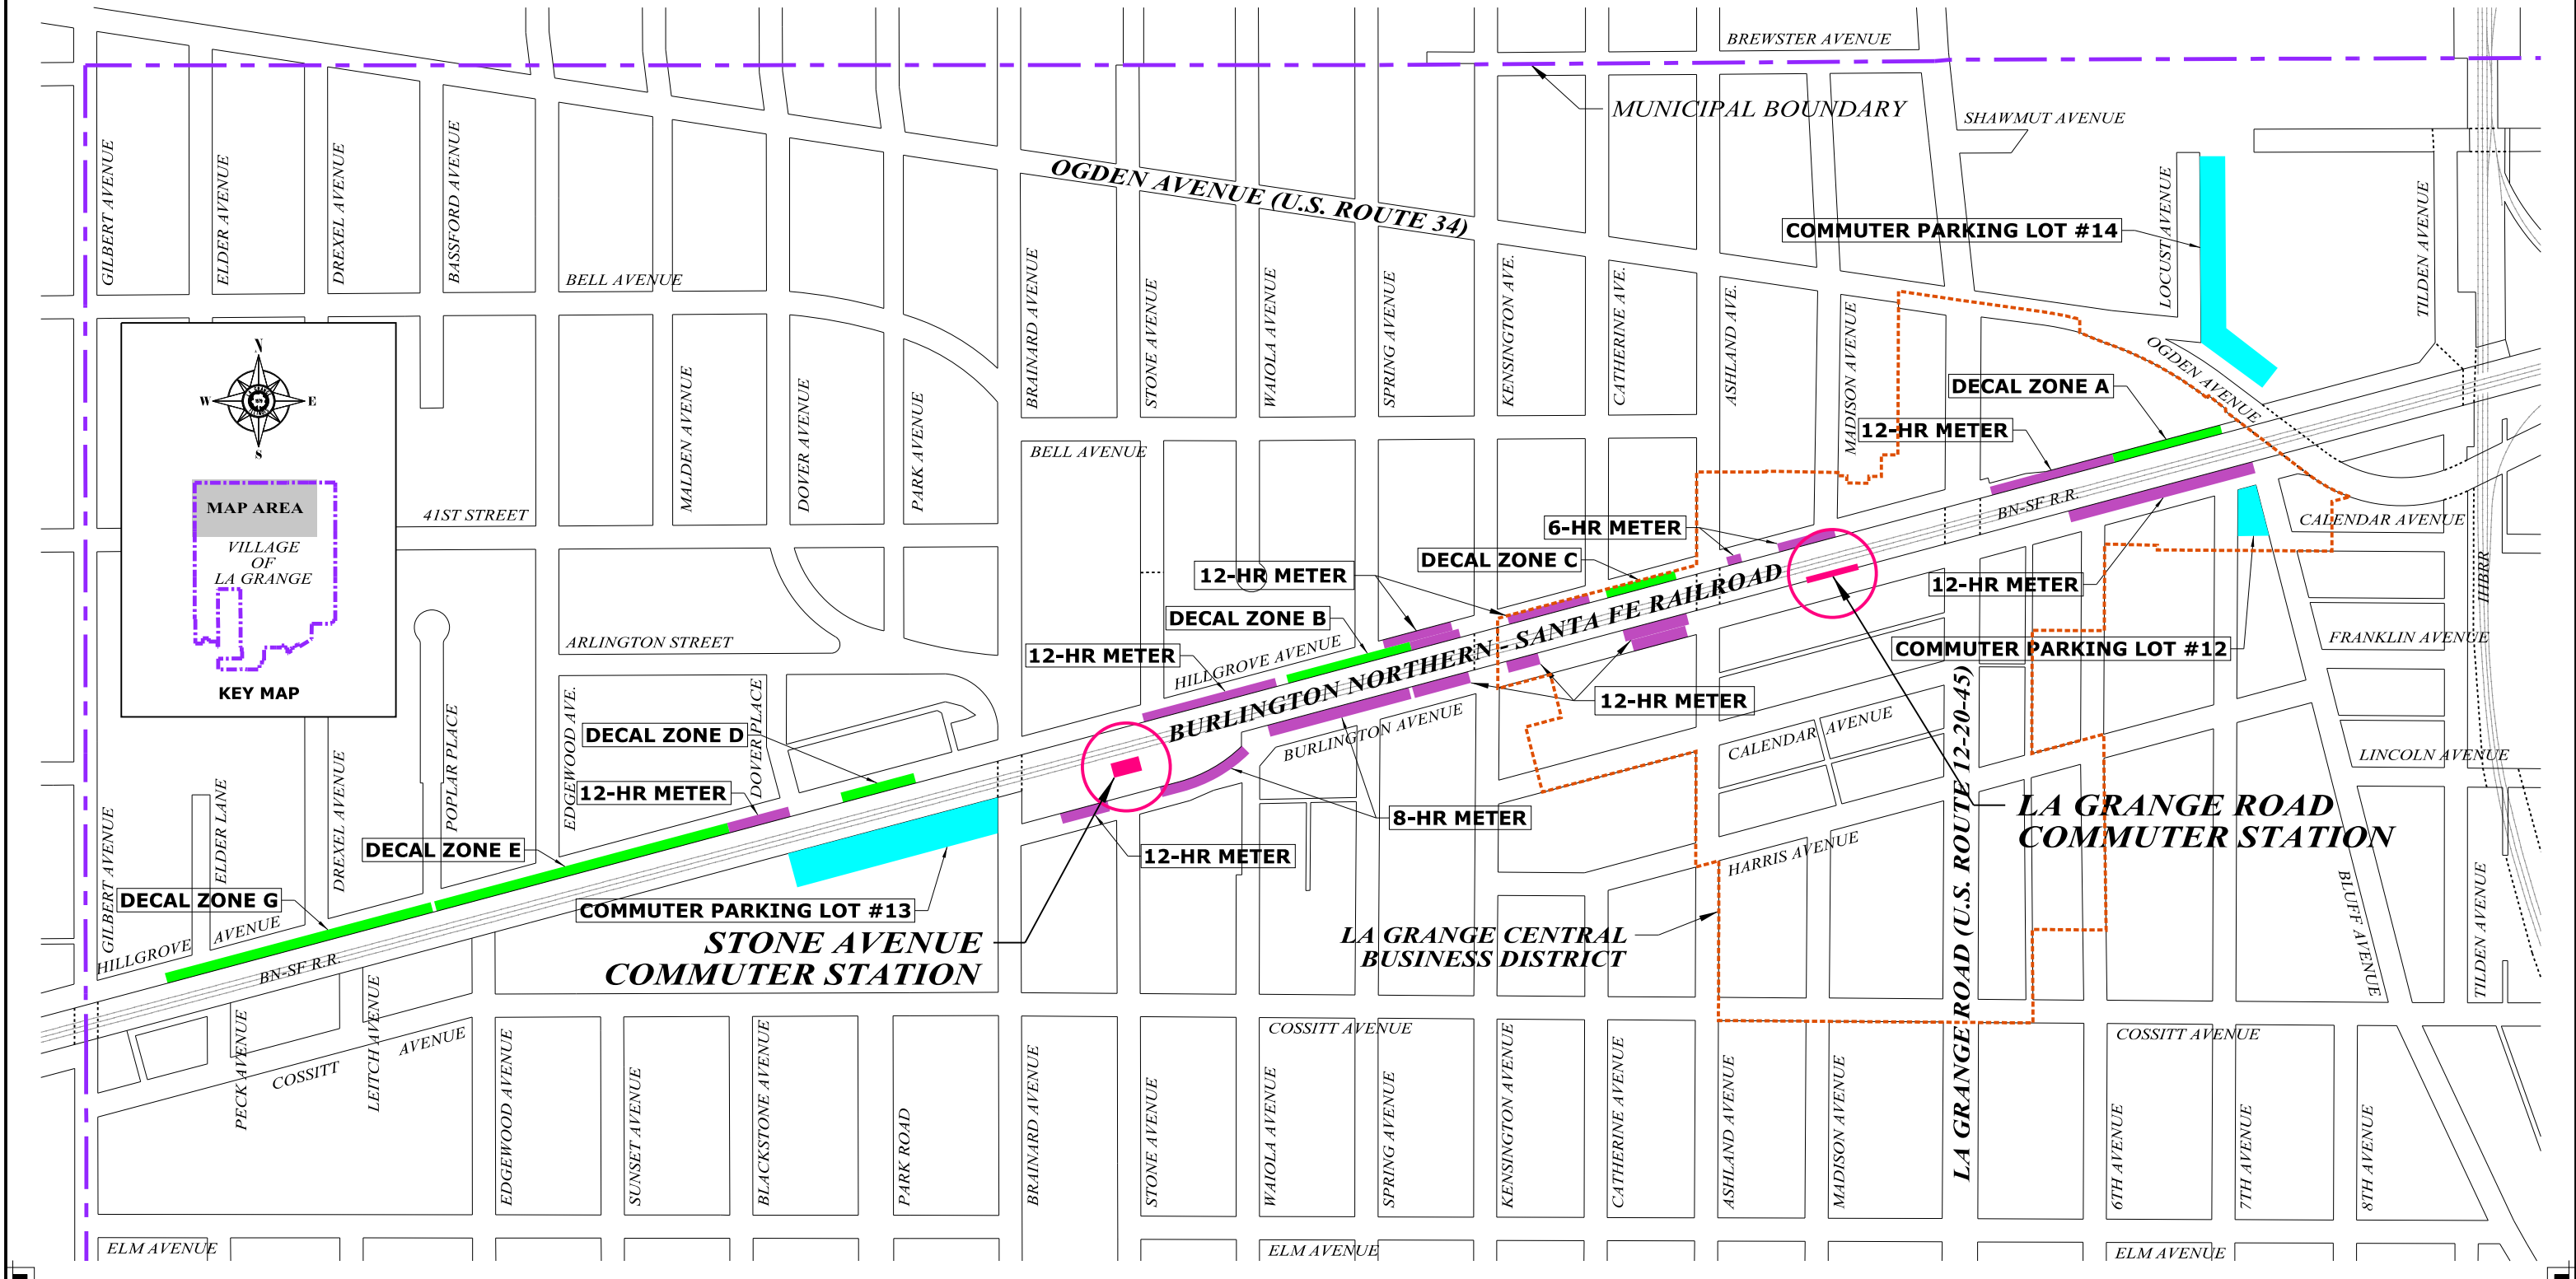 BREWSTER AVENUE
MUNICIPAL BOUNDARY
SHAWMUT AVENUE
OGDEN AVENUE (U.S. ROUTE 34)
GILBERT AVENUE
ELDER AVENUE
DREXEL AVENUE
BASSFORD AVENUE
BELL AVENUE
BRAINARD AVENUE
STONE AVENUE
WAIOLA AVENUE
SPRING AVENUE
KENSINGTON AVE.
CATHERINE AVE.
ASHLAND AVE.
MADISON AVENUE
COMMUTER PARKING LOT #14
LOCUST AVENUE
TILDEN AVENUE
OGDEN AVENUE
N
W
E
S
MAP AREA
VILLAGE
OF
LA GRANGE
KEY MAP
MALDEN AVENUE
DOVER AVENUE
PARK AVENUE
BELL AVENUE
41ST STREET
ARLINGTON STREET
DECAL ZONE A
12-HR METER
BN-SF R.R.
6-HR METER
DECAL ZONE C
12-HR METER
DECAL ZONE B
12-HR METER
HILLGROVE AVENUE
BURLINGTON NORTHERN - SANTA FE RAILROAD
12-HR METER
CALENDAR AVENUE
IHBRR
FRANKLIN AVENUE
COMMUTER PARKING LOT #12
LINCOLN AVENUE
12-HR METER
BURLINGTON AVENUE
CALENDAR AVENUE
8-HR METER
12-HR METER
HARRIS AVENUE
LA GRANGE ROAD
COMMUTER STATION
LA GRANGE ROAD (U.S. ROUTE 12-20-45)
BLUFF AVENUE
TILDEN AVENUE
EDGEWOOD AVE.
DOVER PLACE
DECAL ZONE D
12-HR METER
POPLAR PLACE
DREXEL AVENUE
ELDER LANE
GILBERT AVENUE
DECAL ZONE E
DECAL ZONE G
HILLGROVE AVENUE
BN-SF R.R.
COMMUTER PARKING LOT #13
STONE AVENUE
COMMUTER STATION
LA GRANGE CENTRAL
BUSINESS DISTRICT
PECK AVENUE
LEITCH AVENUE
COSSITT AVENUE
EDGEWOOD AVENUE
SUNSET AVENUE
BLACKSTONE AVENUE
PARK ROAD
BRAINARD AVENUE
STONE AVENUE
WAIOLA AVENUE
COSSITT AVENUE
SPRING AVENUE
KENSINGTON AVENUE
CATHERINE AVENUE
ASHLAND AVENUE
MADISON AVENUE
COSSITT AVENUE
6TH AVENUE
7TH AVENUE
8TH AVENUE
ELM AVENUE
ELM AVENUE
ELM AVENUE